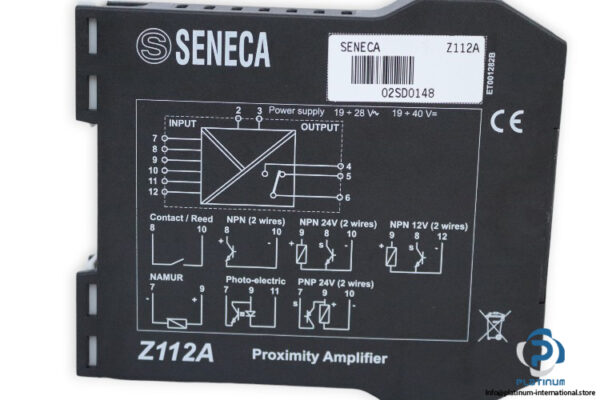 S SENECA
SENECA Z112A
02SD0148
ET001282B
2 3 Power supply 19 ÷ 28 V~ 19 ÷ 40 V=
INPUT OUTPUT
7
8
9
10
11
12
4
5
6
CE
Contact / Reed NPN (2 wires) NPN 24V (2 wires) NPN 12V (2 wires)
8 10 8 10 9 8 10 9 8 12
+ - + s - + s -
NAMUR Photo-electric PNP 24V (2 wires)
7 9 7 9 11 7 9 10
- + s + -
Z112A Proximity Amplifier
PLATINUM
info@platinum-international.store